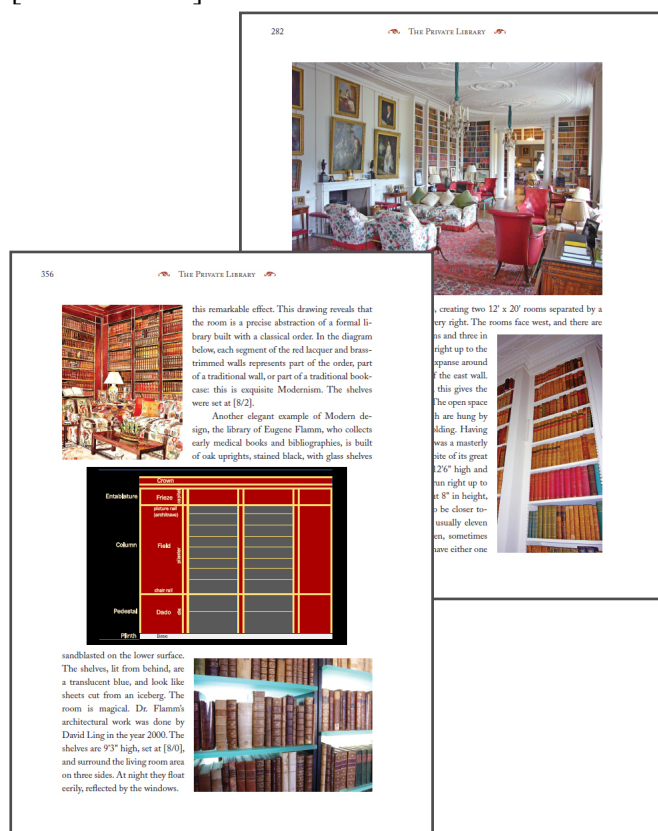 282
THE PRIVATE LIBRARY
, creating two 12' x 20' rooms separated by a
very right. The rooms face west, and there are
ns and three in
right up to the
expanse around
f the east wall.
this gives the
The open space
h are hung by
olding. Having
was a masterly
pite of its great
12'6" high and
run right up to
at 8" in height,
o be closer to-
usually eleven
en, sometimes
have either one
356
THE PRIVATE LIBRARY
this remarkable effect. This drawing reveals that
the room is a precise abstraction of a formal li-
brary built with a classical order. In the diagram
below, each segment of the red lacquer and brass-
trimmed walls represents part of the order, part
of a traditional wall, or part of a traditional book-
case: this is exquisite Modernism. The shelves
were set at [8/2].
Another elegant example of Modern de-
sign, the library of Eugene Flamm, who collects
early medical books and bibliographies, is built
of oak uprights, stained black, with glass shelves
Crown
Entablature
Frieze
capital
picture rail
(architrave)
Column
Field
pilaster
chair rail
Pedestal
Dado
die
Plinth
Base
sandblasted on the lower surface.
The shelves, lit from behind, are
a translucent blue, and look like
sheets cut from an iceberg. The
room is magical. Dr. Flamm's
architectural work was done by
David Ling in the year 2000. The
shelves are 9'3" high, set at [8/0],
and surround the living room area
on three sides. At night they float
eerily, reflected by the windows.